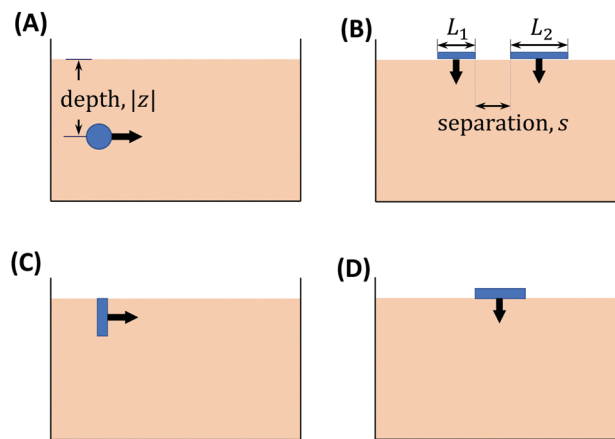 (A)
depth, |z|
(B)
L₁
L₂
separation, s
(C)
(D)